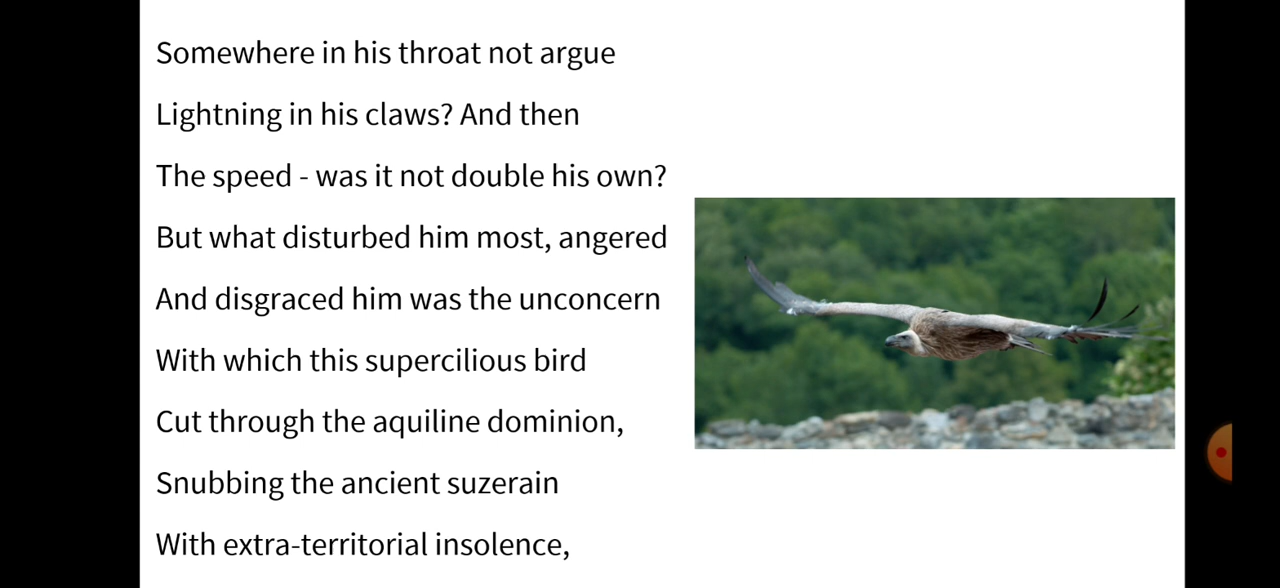 Somewhere in his throat not argue
Lightning in his claws? And then
The speed - was it not double his own?
But what disturbed him most, angered
And disgraced him was the unconcern
With which this supercilious bird
Cut through the aquiline dominion,
Snubbing the ancient suzerain
With extra-territorial insolence,